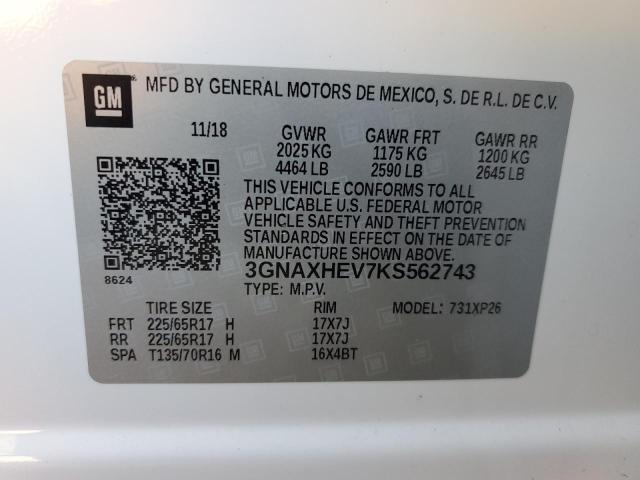 GM
MFD BY GENERAL MOTORS DE MEXICO, S. DE R.L. DE C.V.
11/18 GVWR GAWR FRT GAWR RR
2025 KG 1175 KG 1200 KG
4464 LB 2590 LB 2645 LB
THIS VEHICLE CONFORMS TO ALL
APPLICABLE U.S. FEDERAL MOTOR
VEHICLE SAFETY AND THEFT PREVENTION
STANDARDS IN EFFECT ON THE DATE OF
MANUFACTURE SHOWN ABOVE.
8624 3GNAXHEV7KS562743
TYPE: M.P.V.
TIRE SIZE RIM MODEL: 731XP26
FRT 225/65R17 H 17X7J
RR 225/65R17 H 17X7J
SPA T135/70R16 M 16X4BT